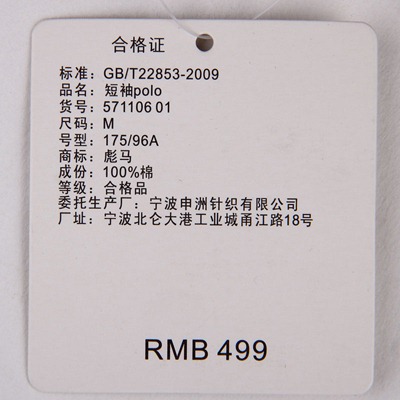 合格证
标准：GB/T22853-2009
品名：短袖polo
货号：571106 01
尺码：M
号型：175/96A
商标：彪马
成份：100%棉
等级：合格品
委托生产厂：宁波申洲针织有限公司
厂址：宁波北仑大港工业城甬江路18号
RMB 499